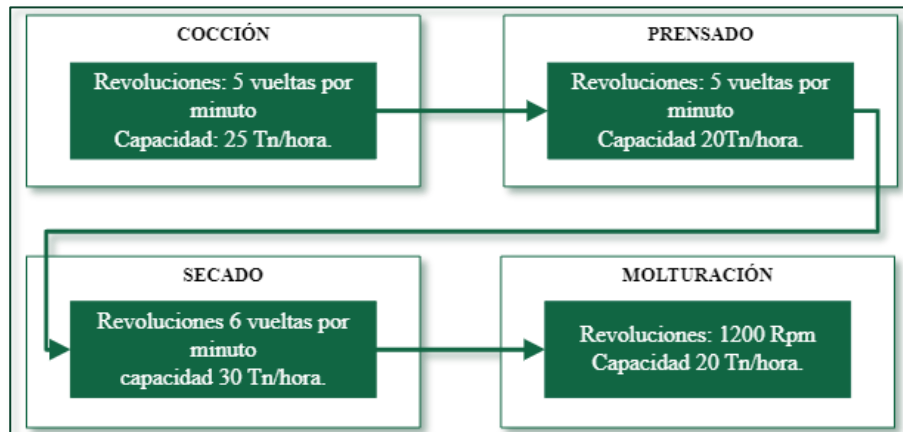 COCCIÓN
Revoluciones: 5 vueltas por
minuto
Capacidad: 25 Tn/hora.
PRENSADO
Revoluciones: 5 vueltas por
minuto
Capacidad 20Tn/hora.
SECADO
Revoluciones 6 vueltas por
minuto
capacidad 30 Tn/hora.
MOLTURACIÓN
Revoluciones: 1200 Rpm
Capacidad 20 Tn/hora.